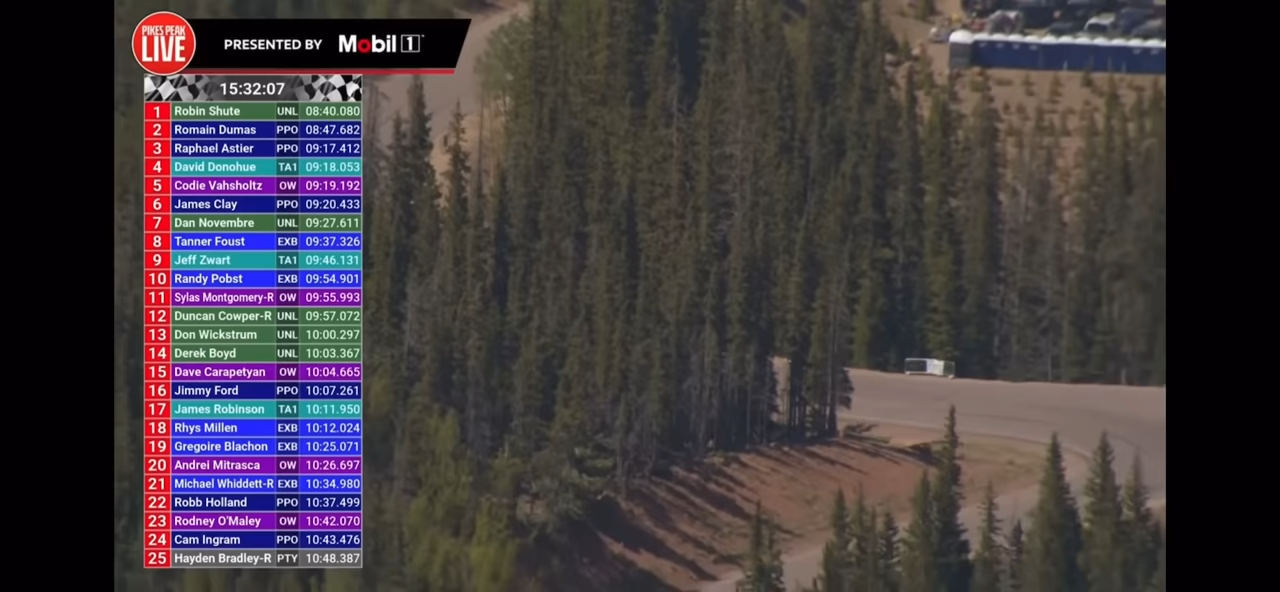 PIKES PEAK
LIVE
PRESENTED BY Mobil 1
15:32:07
1 Robin Shute UNL 08:40.080
2 Romain Dumas PPO 08:47.682
3 Raphael Astier PPO 09:17.412
4 David Donohue TA1 09:18.053
5 Codie Vahsholtz OW 09:19.192
6 James Clay PPO 09:20.433
7 Dan Novembre UNL 09:27.611
8 Tanner Foust EXB 09:37.326
9 Jeff Zwart TA1 09:46.131
10 Randy Pobst EXB 09:54.901
11 Sylas Montgomery-R OW 09:55.993
12 Duncan Cowper-R UNL 09:57.072
13 Don Wickstrum UNL 10:00.297
14 Derek Boyd UNL 10:03.367
15 Dave Carapetyan OW 10:04.665
16 Jimmy Ford PPO 10:07.261
17 James Robinson TA1 10:11.950
18 Rhys Millen EXB 10:12.024
19 Gregoire Blachon EXB 10:25.071
20 Andrei Mitrasca OW 10:26.697
21 Michael Whiddett-R EXB 10:34.980
22 Robb Holland PPO 10:37.499
23 Rodney O'Maley OW 10:42.070
24 Cam Ingram PPO 10:43.476
25 Hayden Bradley-R PTY 10:48.387